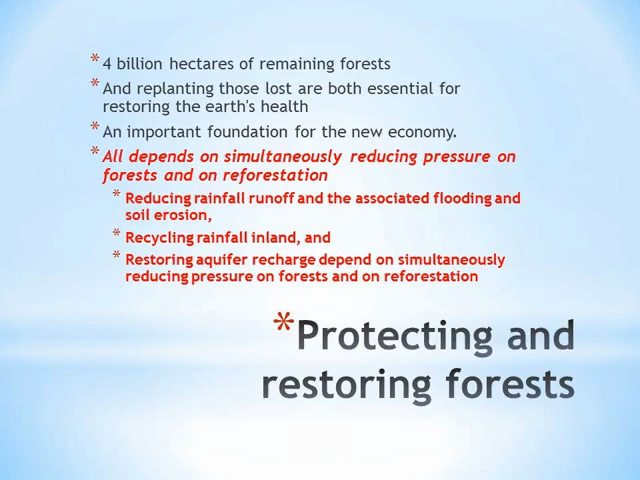 * 4 billion hectares of remaining forests
* And replanting those lost are both essential for
restoring the earth's health
* An important foundation for the new economy.
* All depends on simultaneously reducing pressure on
forests and on reforestation
* Reducing rainfall runoff and the associated flooding and
soil erosion,
* Recycling rainfall inland, and
* Restoring aquifer recharge depend on simultaneously
reducing pressure on forests and on reforestation
* Protecting and
restoring forests